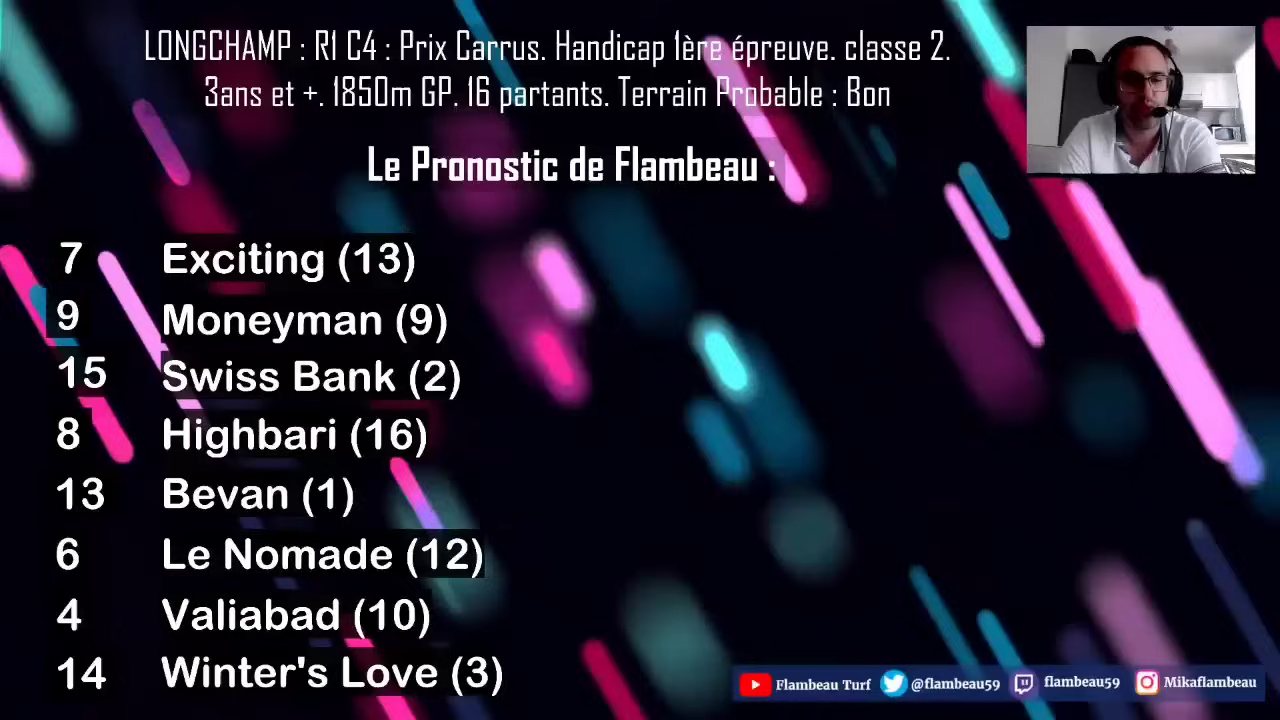 LONGCHAMP : R1 C4 : Prix Carrus. Handicap 1ère épreuve. classe 2.
3ans et +. 1850m GP. 16 partants. Terrain Probable : Bon
Le Pronostic de Flambeau :
7 Exciting (13)
9 Moneyman (9)
15 Swiss Bank (2)
8 Highbari (16)
13 Bevan (1)
6 Le Nomade (12)
4 Valiabad (10)
14 Winter's Love (3)
Flambeau Turf @flambeau59 flambeau59 Mikaflambeau